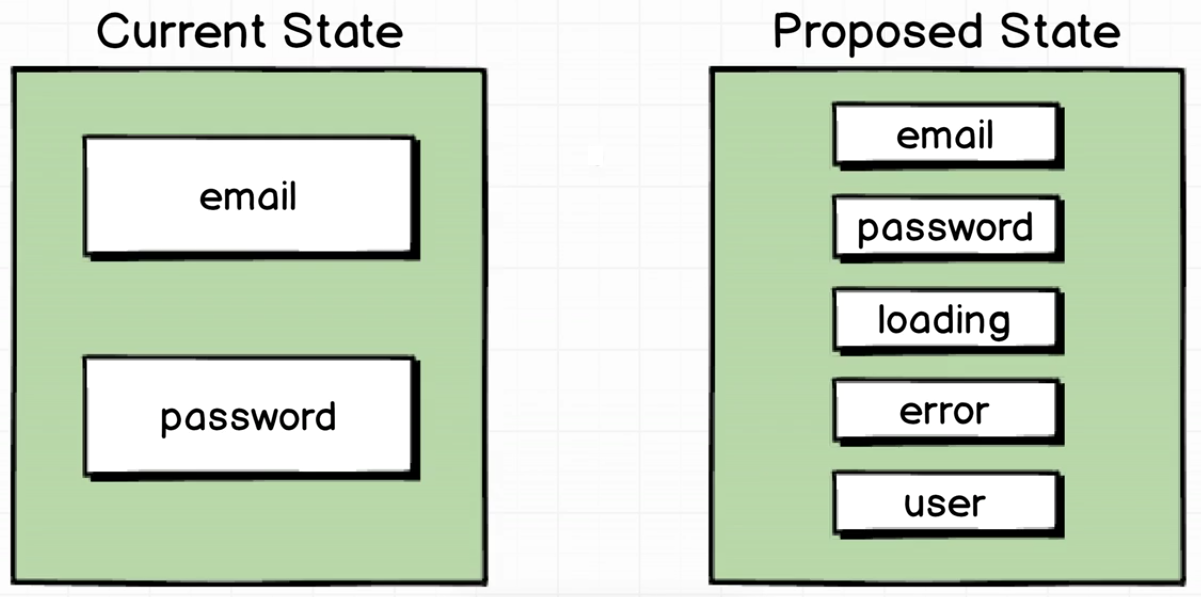 Current State
email
password
Proposed State
email
password
loading
error
user